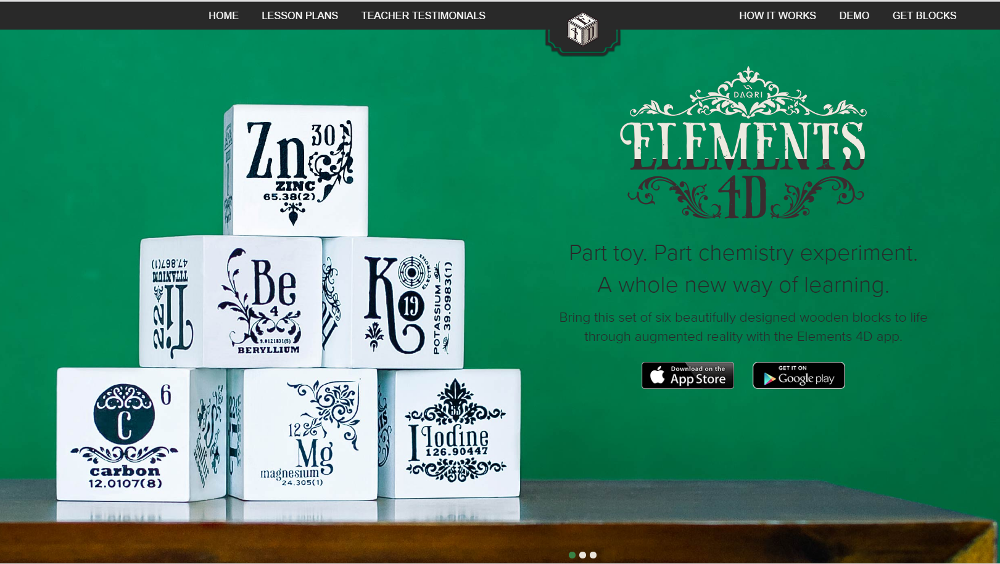 HOME
LESSON PLANS
TEACHER TESTIMONIALS
HOW IT WORKS
DEMO
GET BLOCKS
4 E D
DAQRI
ELEMENTS
4D
Part toy. Part chemistry experiment.
A whole new way of learning.
Bring this set of six beautifully designed wooden blocks to life
through augmented reality with the Elements 4D app.
Download on the
App Store
GET IT ON
Google play
Zn 30
ZINC
65.38(2)
47.867(1)
TITANIUM
Ti
22
Be
4
9.0121831(5)
BERYLLIUM
K
19
POTASSIUM
39.0983(1)
6
C
carbon
12.0107(8)
12
Mg
magnesium
24.305(1)
53
I Iodine
126.90447